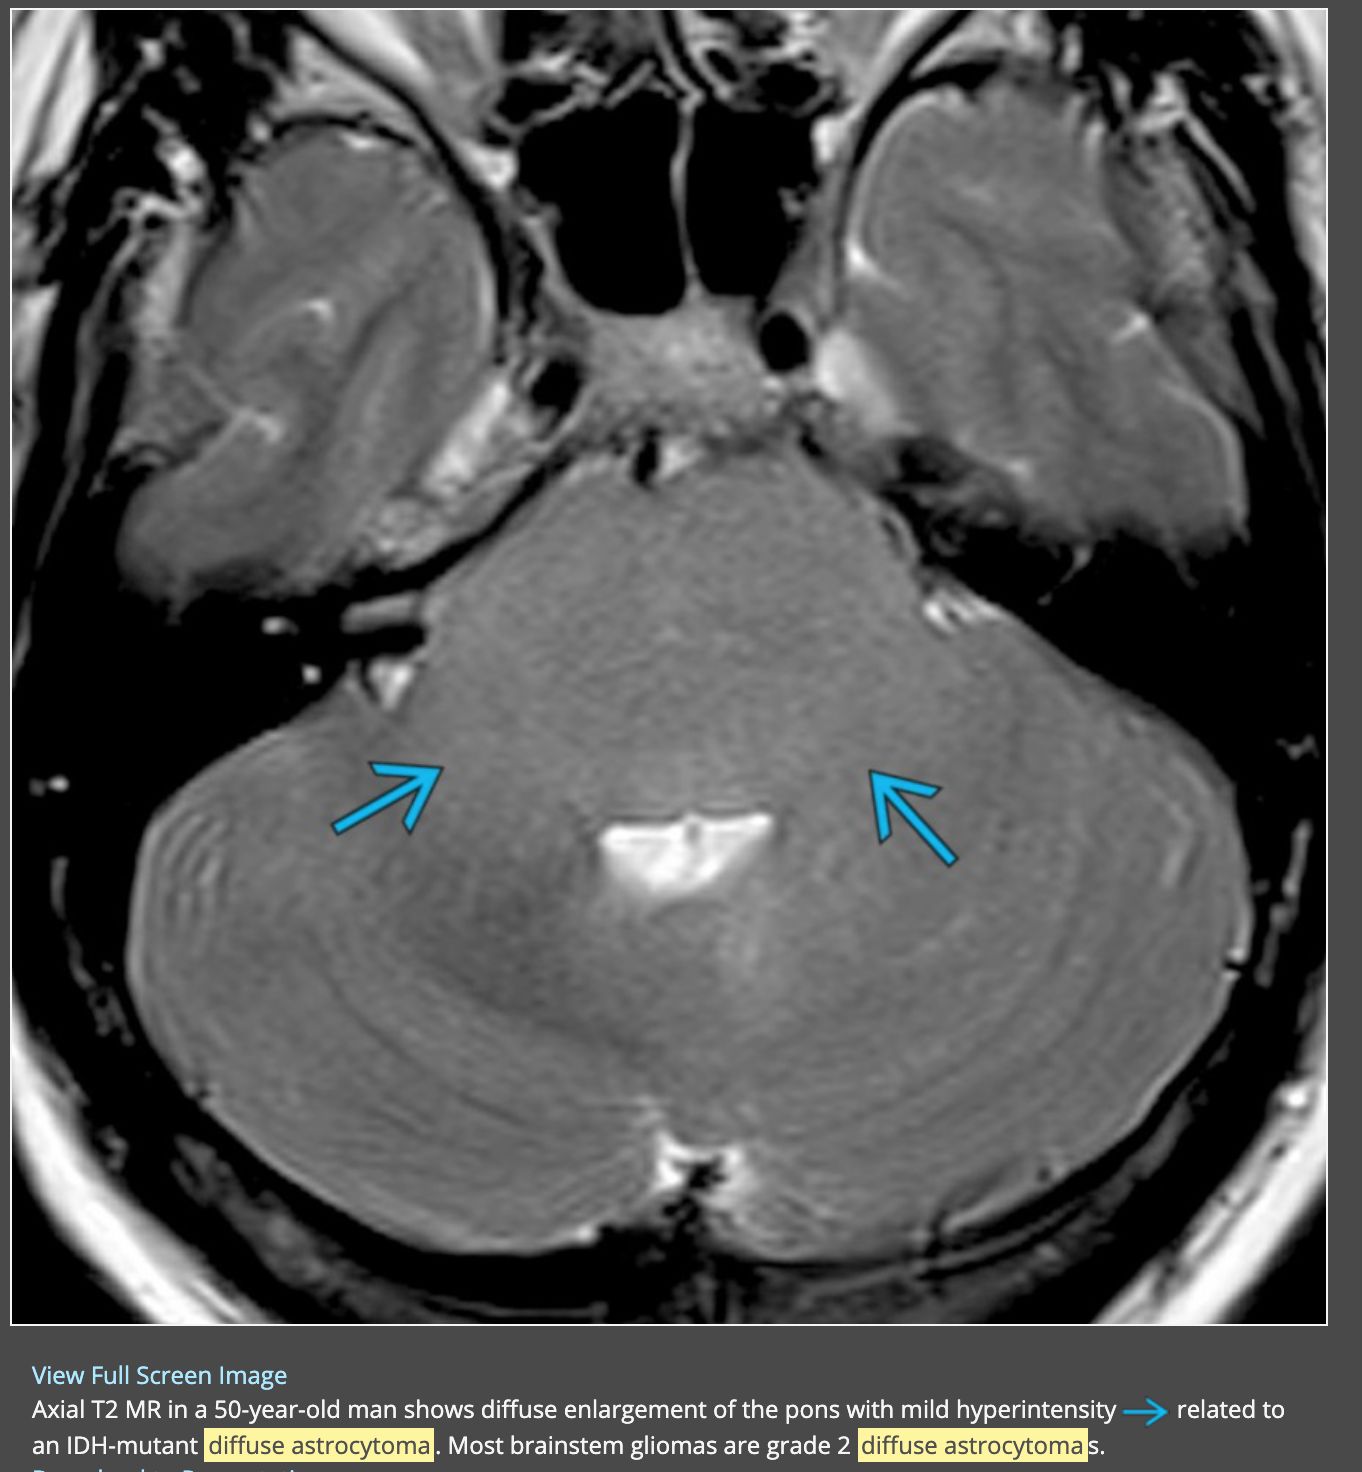 View Full Screen Image
Axial T2 MR in a 50-year-old man shows diffuse enlargement of the pons with mild hyperintensity → related to
an IDH-mutant diffuse astrocytoma. Most brainstem gliomas are grade 2 diffuse astrocytomas.